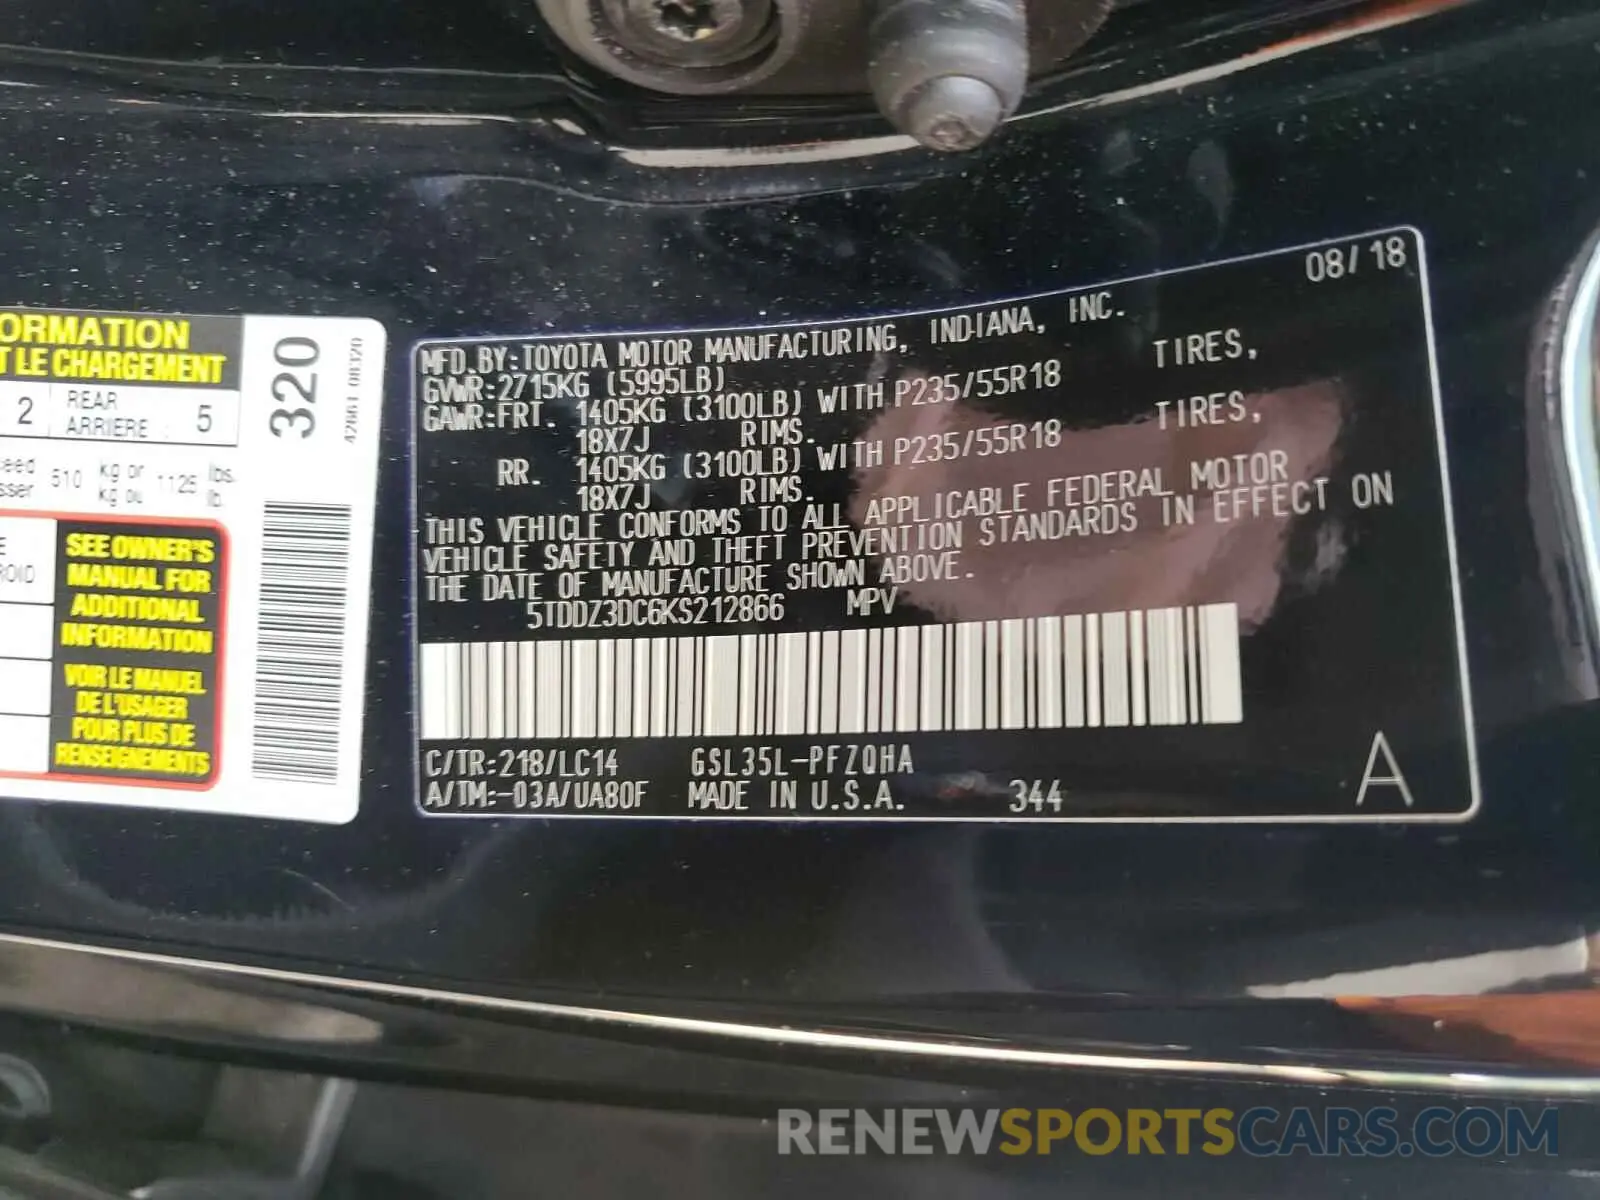 ORMATION
T LE CHARGEMENT
2 REAR ARRIERE : 5
510 kg or kg ou 1125 lbs. lb.
SEE OWNER'S
MANUAL FOR
ADDITIONAL
INFORMATION
VOIR LE MANUEL
DE L'USAGER
POUR PLUS DE
RENSEIGNEMENTS
320
42661 08320
08/18
MFD.BY:TOYOTA MOTOR MANUFACTURING, INDIANA, INC.
GVWR:2715KG (5995LB)
GAWR:FRT. 1405KG (3100LB) WITH P235/55R18 TIRES,
18X7J RIMS.
RR. 1405KG (3100LB) WITH P235/55R18 TIRES,
18X7J RIMS.
THIS VEHICLE CONFORMS TO ALL APPLICABLE FEDERAL MOTOR
VEHICLE SAFETY AND THEFT PREVENTION STANDARDS IN EFFECT ON
THE DATE OF MANUFACTURE SHOWN ABOVE.
5TDDZ3DC6KS212866 MPV
C/TR:218/LC14 GSL35L-PFZQHA
A/TM:-03A/UA80F MADE IN U.S.A. 344
A
RENEWSPORTSCARS.COM